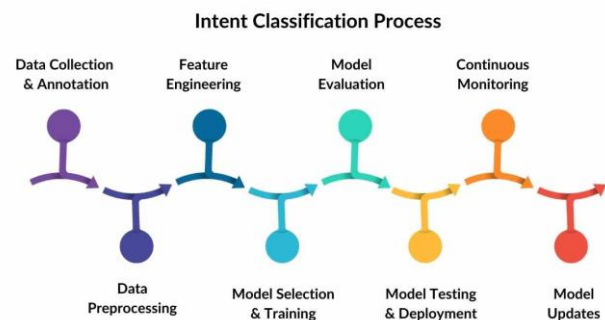 Intent Classification Process
Data Collection
& Annotation
Feature
Engineering
Model
Evaluation
Continuous
Monitoring
Data
Preprocessing
Model Selection
& Training
Model Testing
& Deployment
Model
Updates